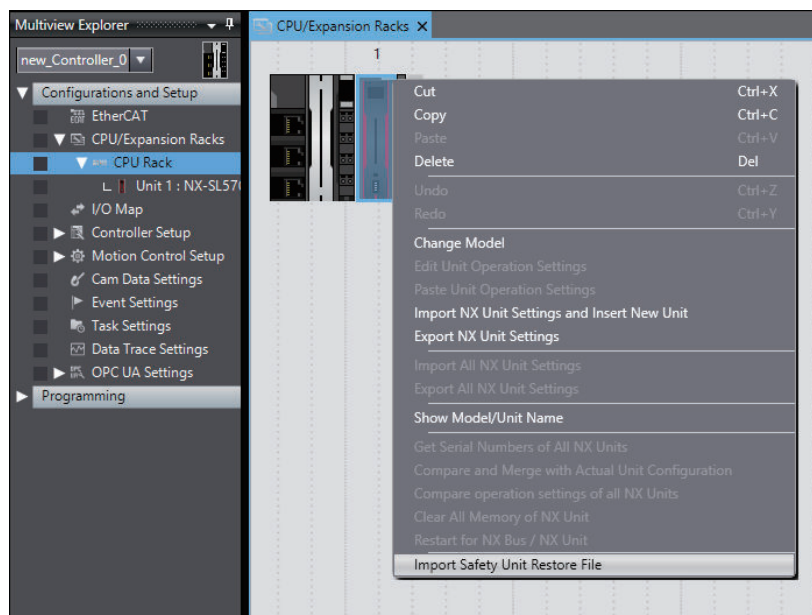 Multiview Explorer
new_Controller_0
Configurations and Setup
EtherCAT
CPU/Expansion Racks
CPU Rack
Unit 1 : NX-SL570
I/O Map
Controller Setup
Motion Control Setup
Cam Data Settings
Event Settings
Task Settings
Data Trace Settings
OPC UA Settings
Programming
CPU/Expansion Racks
1
Cut Ctrl+X
Copy Ctrl+C
Paste Ctrl+V
Delete Del
Undo Ctrl+Z
Redo Ctrl+Y
Change Model
Edit Unit Operation Settings
Paste Unit Operation Settings
Import NX Unit Settings and Insert New Unit
Export NX Unit Settings
Import All NX Unit Settings
Export All NX Unit Settings
Show Model/Unit Name
Get Serial Numbers of All NX Units
Compare and Merge with Actual Unit Configuration
Compare operation settings of all NX Units
Clear All Memory of NX Unit
Restart for NX Bus / NX Unit
Import Safety Unit Restore File